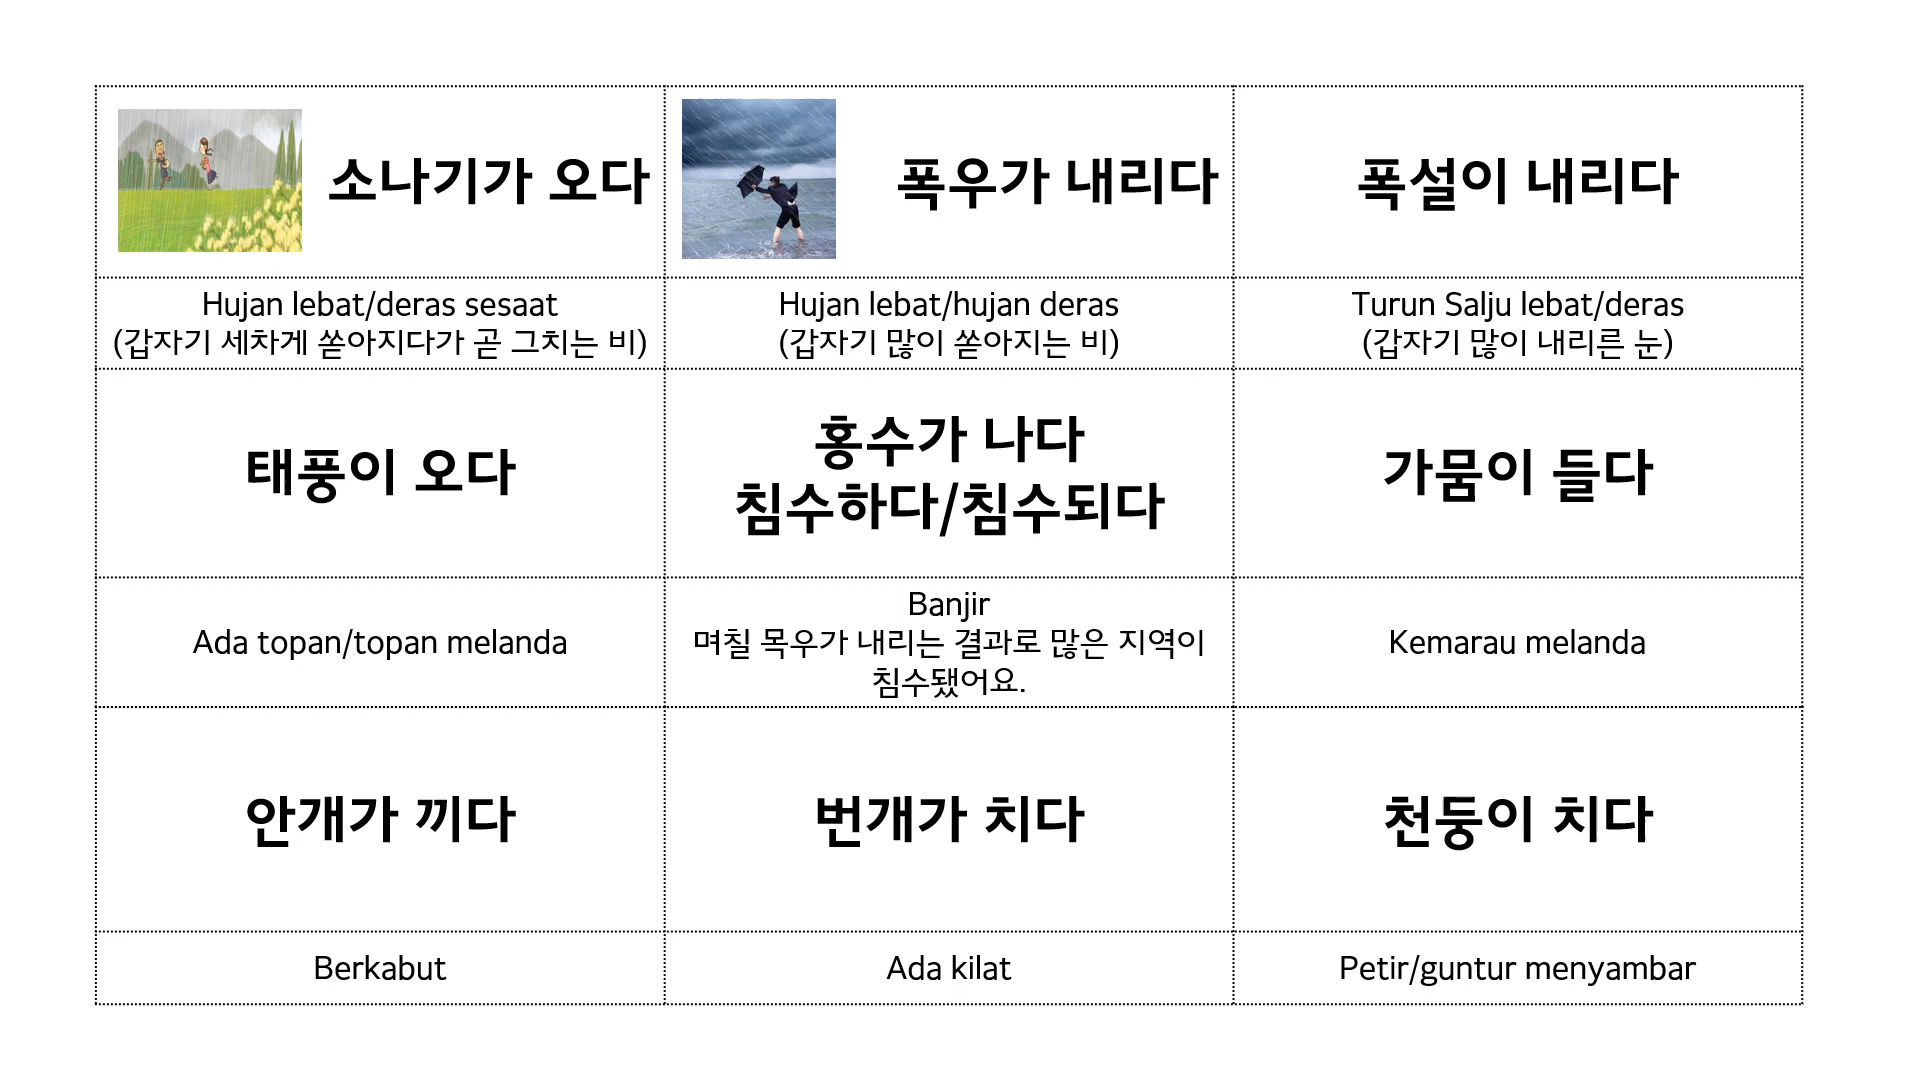 소나기가 오다
폭우가 내리다
폭설이 내리다
Hujan lebat/deras sesaat
(갑자기 세차게 쏟아지다가 곧 그치는 비)
Hujan lebat/hujan deras
(갑자기 많이 쏟아지는 비)
Turun Salju lebat/deras
(갑자기 많이 내리른 눈)
태풍이 오다
홍수가 나다
침수하다/침수되다
가뭄이 들다
Ada topan/topan melanda
Banjir
며칠 목우가 내리는 결과로 많은 지역이
침수됐어요.
Kemarau melanda
안개가 끼다
번개가 치다
천둥이 치다
Berkabut
Ada kilat
Petir/guntur menyambar